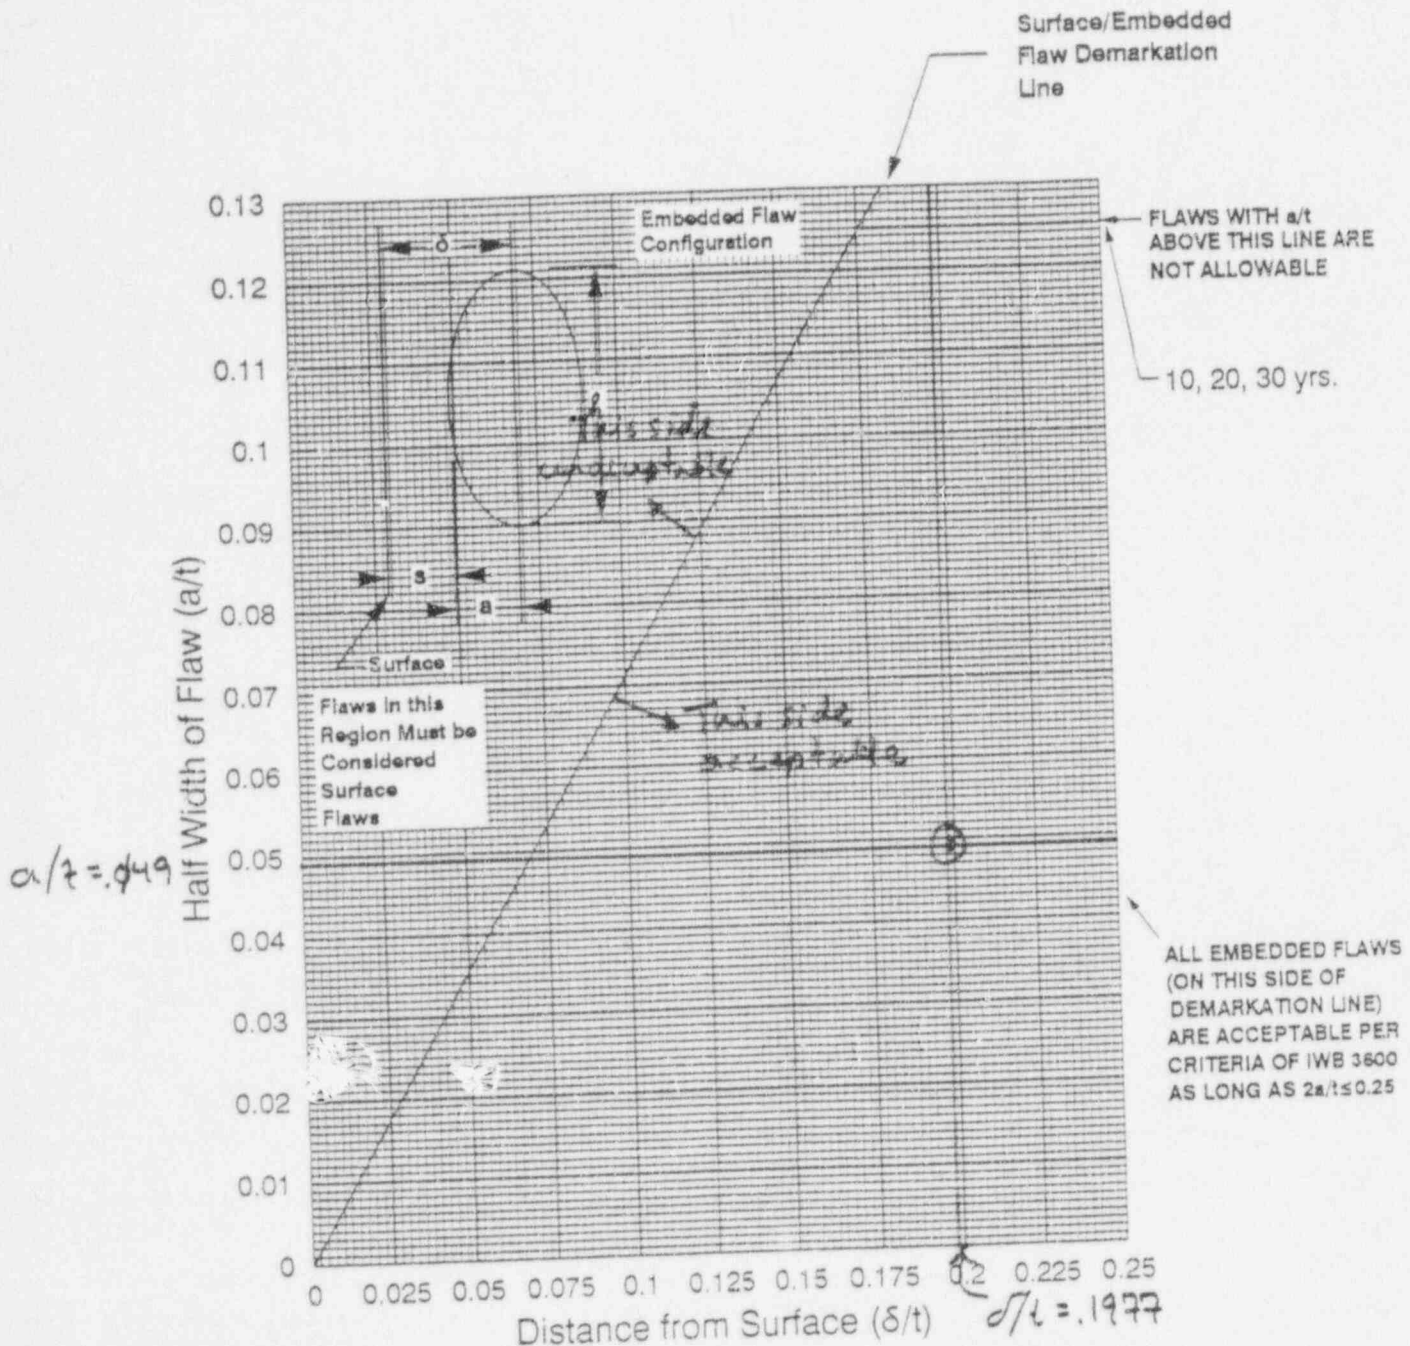 Surface/Embedded
Flaw Demarkation
Line
FLAWS WITH a/t
ABOVE THIS LINE ARE
NOT ALLOWABLE
10, 20, 30 yrs.
Embedded Flaw
Configuration
δ
This side
unacceptable
s
a
Surface
Flaws in this
Region Must be
Considered
Surface
Flaws
This side
acceptable
ALL EMBEDDED FLAWS
(ON THIS SIDE OF
DEMARKATION LINE)
ARE ACCEPTABLE PER
CRITERIA OF IWB 3600
AS LONG AS 2a/t≤0.25
Half Width of Flaw (a/t)
0.13
0.12
0.11
0.1
0.09
0.08
0.07
0.06
0.05
0.04
0.03
0.02
0.01
0
a/t = .049
0 0.025 0.05 0.075 0.1 0.125 0.15 0.175 0.2 0.225 0.25
Distance from Surface (δ/t)
δ/t = .1977